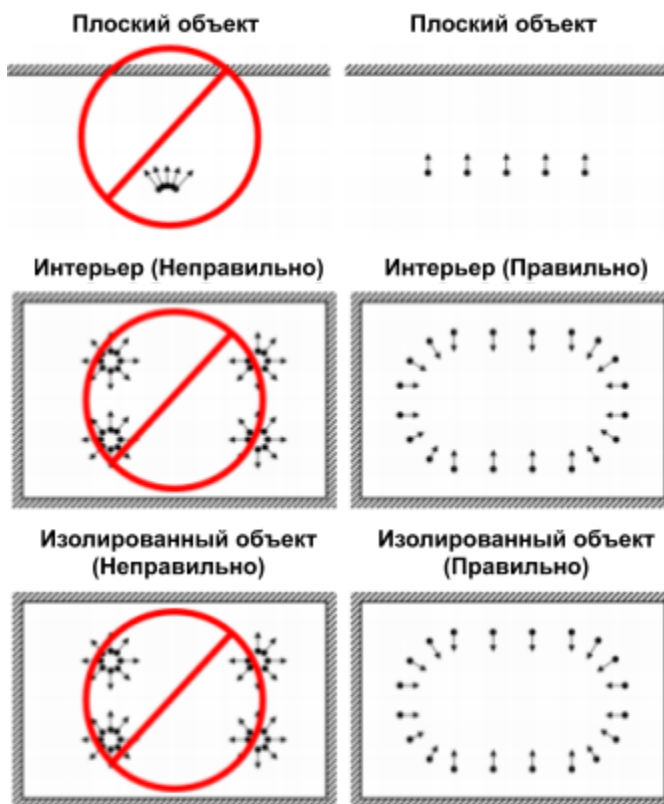 Плоский объект
Плоский объект
Интерьер (Неправильно)
Интерьер (Правильно)
Изолированный объект
(Неправильно)
Изолированный объект
(Правильно)